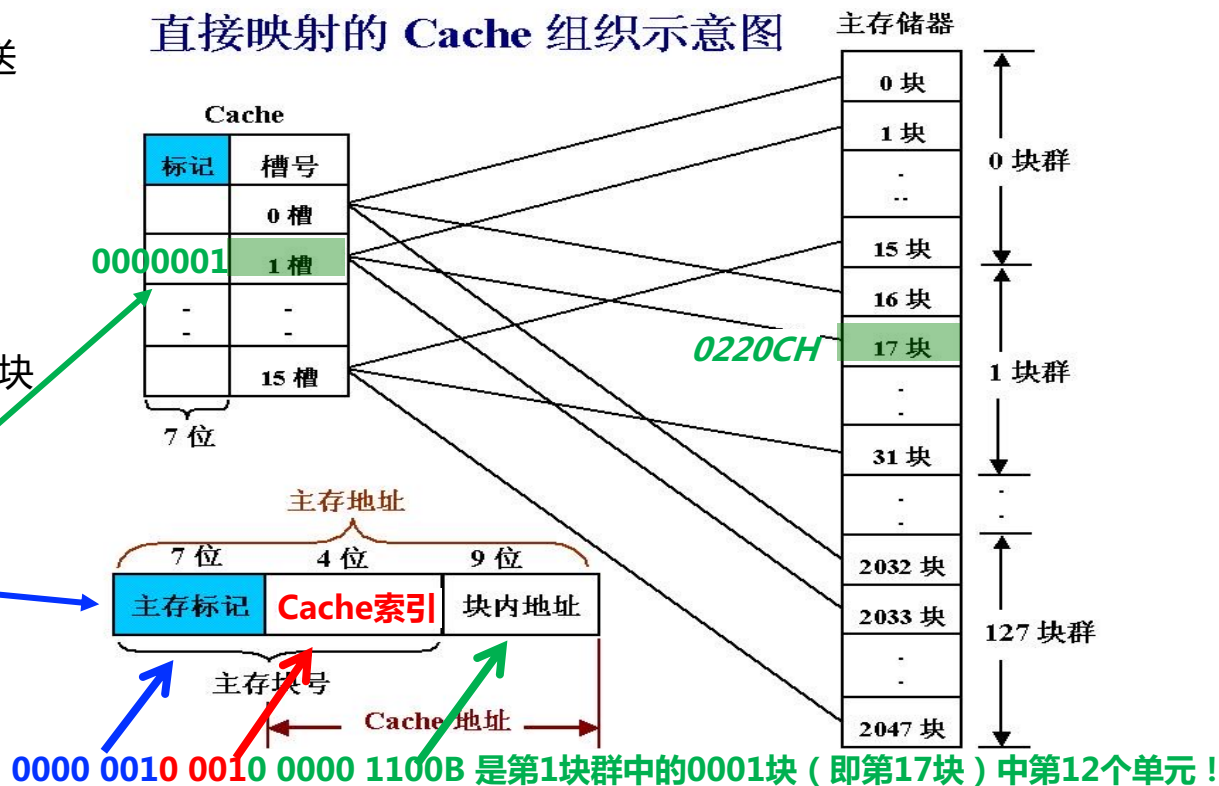 送
直接映射的 Cache 组织示意图
主存储器
Cache
标记 槽号
0 槽
0000001 1 槽
- -
- -
15 槽
7 位
块
0 块
1 块
-
--
15 块
16 块
0220CH 17 块
-
-
31 块
-
-
2032 块
2033 块
-
-
2047 块
0 块群
1 块群
-
-
127 块群
主存地址
7 位 4 位 9 位
主存标记 Cache索引 块内地址
主存块号
Cache 地址
0000 0010 0010 0000 1100B 是第1块群中的0001块（即第17块）中第12个单元！